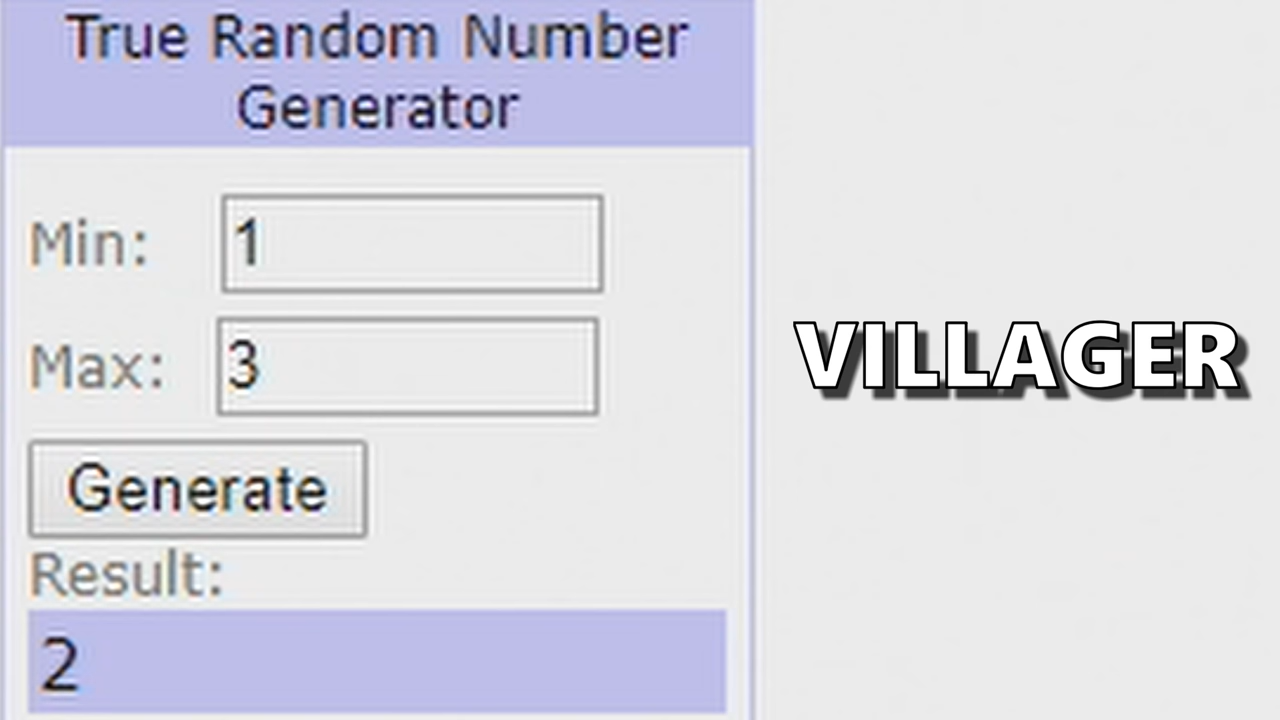 True Random Number
Generator
Min: 1
Max: 3
Generate
Result:
2
VILLAGER